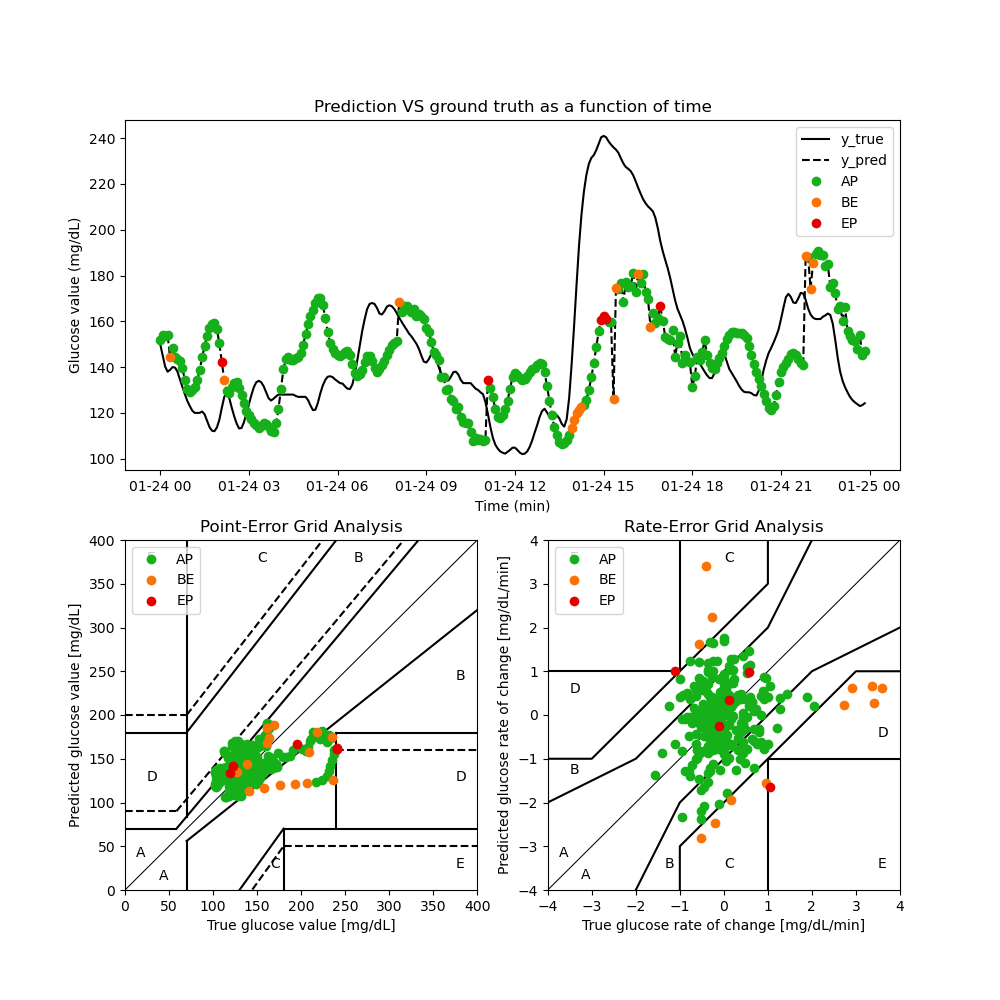 Prediction VS ground truth as a function of time
Glucose value (mg/dL)
240
220
200
180
160
140
120
100
y_true
y_pred
AP
BE
EP
01-24 00 01-24 03 01-24 06 01-24 09 01-24 12 01-24 15 01-24 18 01-24 21 01-25 00
Time (min)
Point-Error Grid Analysis
Predicted glucose value [mg/dL]
400
350
300
250
200
150
100
50
0
AP
BE
EP
C
B
B
D
D
A
A
C
E
0 50 100 150 200 250 300 350 400
True glucose value [mg/dL]
Rate-Error Grid Analysis
Predicted glucose rate of change [mg/dL/min]
4
3
2
1
0
−1
−2
−3
−4
AP
BE
EP
C
D
D
B
A
A
B
C
E
−4 −3 −2 −1 0 1 2 3 4
True glucose rate of change [mg/dL/min]